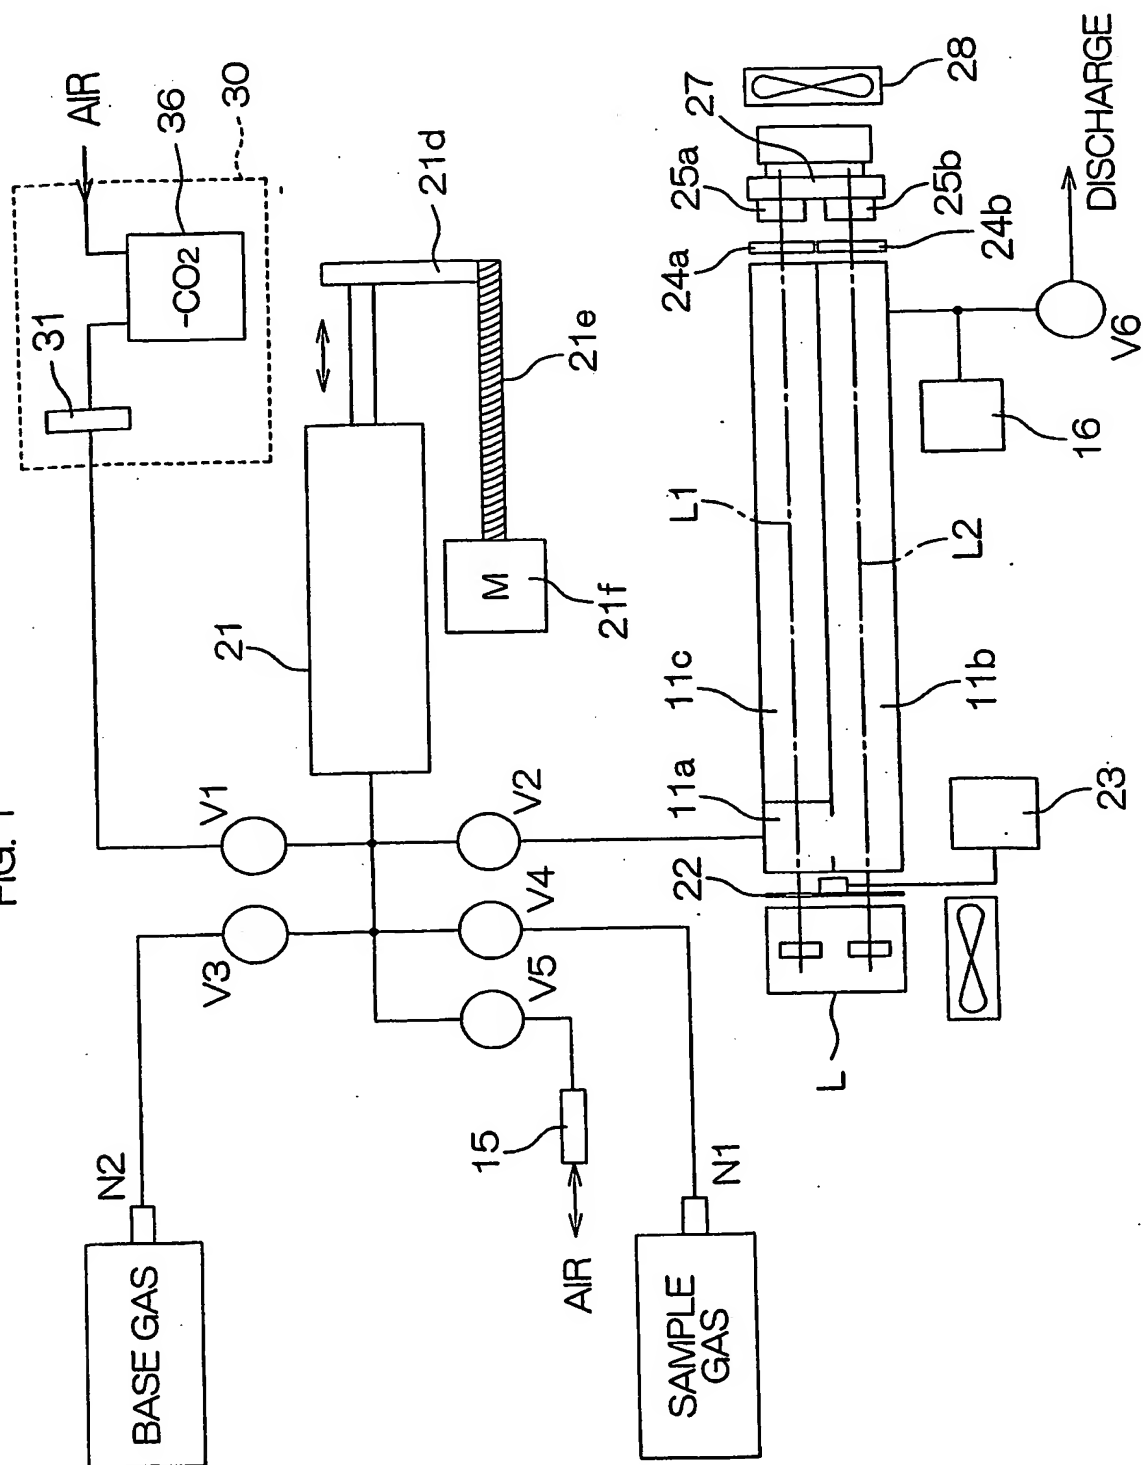 FIG. 1
AIR
30
36
-CO2
31
21d
21e
21
M
21f
V1
V2
V3
V4
V5
N2
BASE GAS
15
AIR
N1
SAMPLE
GAS
28
27
25a
25b
24a
24b
DISCHARGE
V6
16
L1
L2
11c
11a
11b
22
23
L